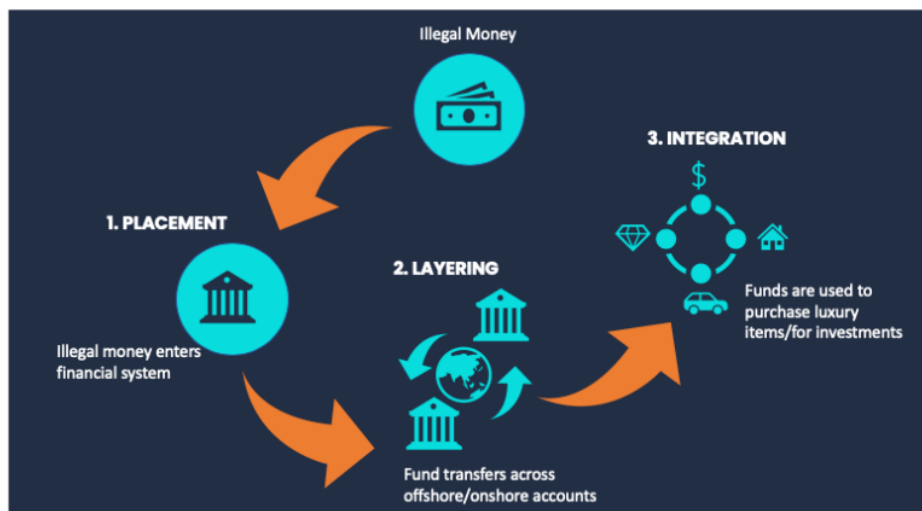 Illegal Money
1. PLACEMENT
Illegal money enters
financial system
2. LAYERING
Fund transfers across
offshore/onshore accounts
3. INTEGRATION
$
Funds are used to
purchase luxury
items/for investments